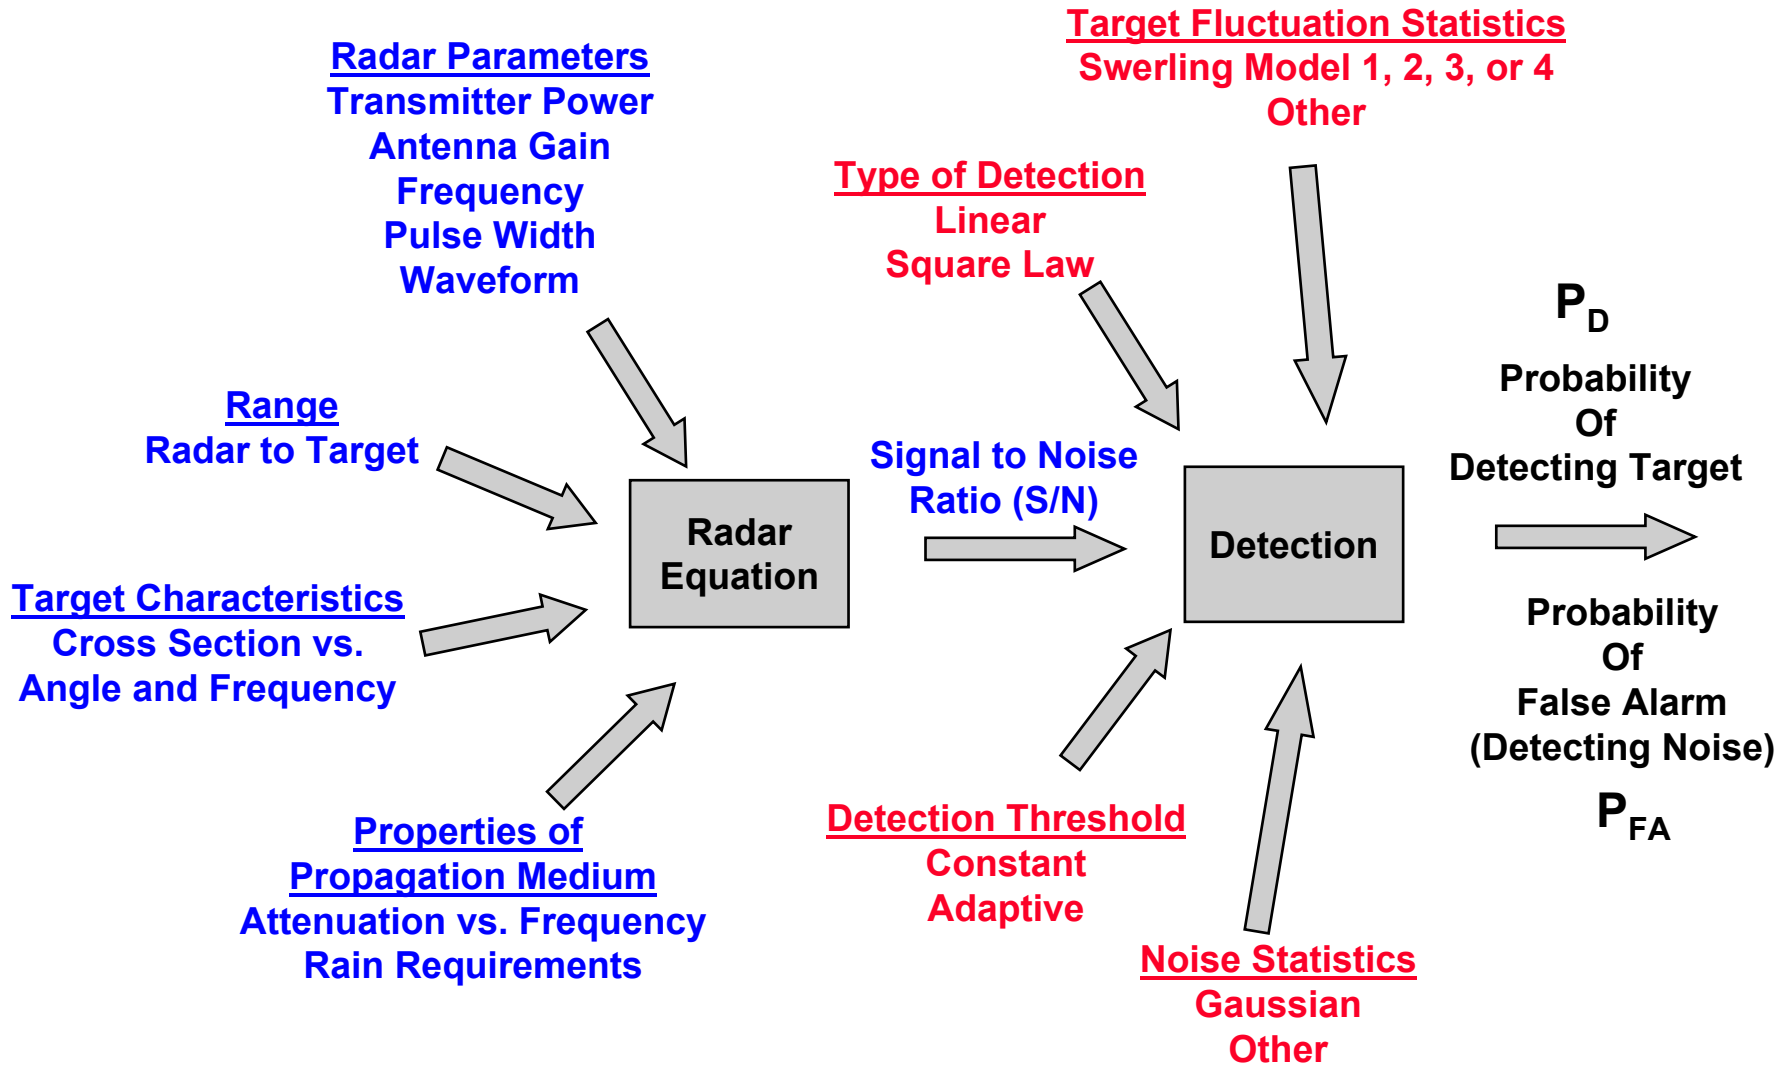 Target Fluctuation Statistics
Swerling Model 1, 2, 3, or 4
Other
Radar Parameters
Transmitter Power
Antenna Gain
Frequency
Pulse Width
Waveform
Type of Detection
Linear
Square Law
Range
Radar to Target
Target Characteristics
Cross Section vs.
Angle and Frequency
Properties of
Propagation Medium
Attenuation vs. Frequency
Rain Requirements
Radar
Equation
Signal to Noise
Ratio (S/N)
Detection
Detection Threshold
Constant
Adaptive
Noise Statistics
Gaussian
Other
PD
Probability
Of
Detecting Target
Probability
Of
False Alarm
(Detecting Noise)
PFA